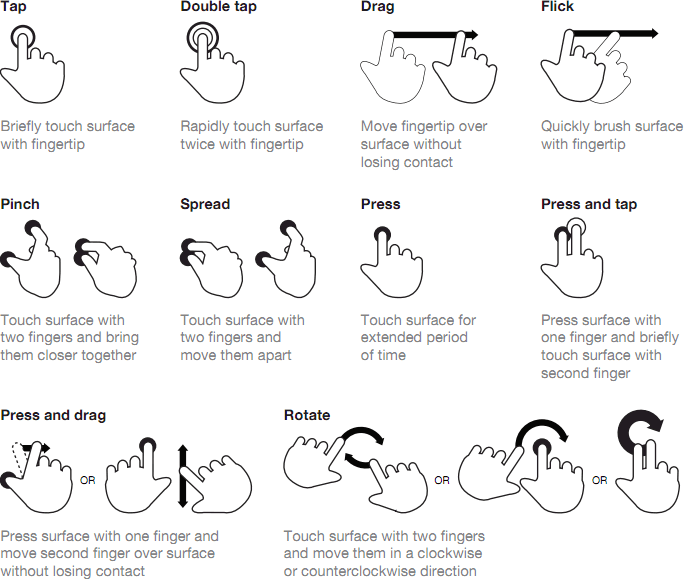 Tap
Briefly touch surface
with fingertip
Double tap
Rapidly touch surface
twice with fingertip
Drag
Move fingertip over
surface without
losing contact
Flick
Quickly brush surface
with fingertip
Pinch
Touch surface with
two fingers and bring
them closer together
Spread
Touch surface with
two fingers and
move them apart
Press
Touch surface for
extended period
of time
Press and tap
Press surface with
one finger and briefly
touch surface with
second finger
Press and drag
OR
Press surface with one finger and
move second finger over surface
without losing contact
Rotate
OR
OR
Touch surface with two fingers
and move them in a clockwise
or counterclockwise direction